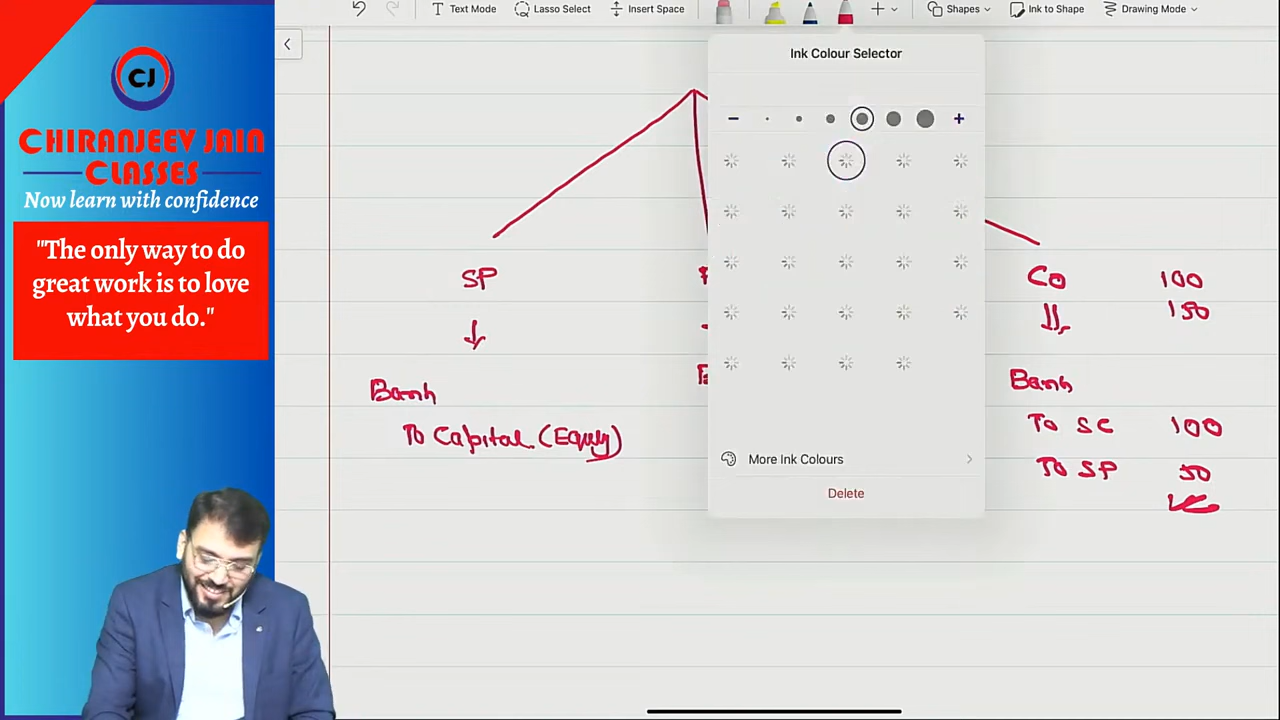 Text Mode
Lasso Select
Insert Space
Shapes
Ink to Shape
Drawing Mode
Ink Colour Selector
CJ
CHIRANJEEV JAIN
CLASSES
Now learn with confidence
"The only way to do
great work is to love
what you do."
SP
CO 100
150
Bank
To Capital (Equity)
Bank
To SC 100
To SP 50
More Ink Colours
Delete